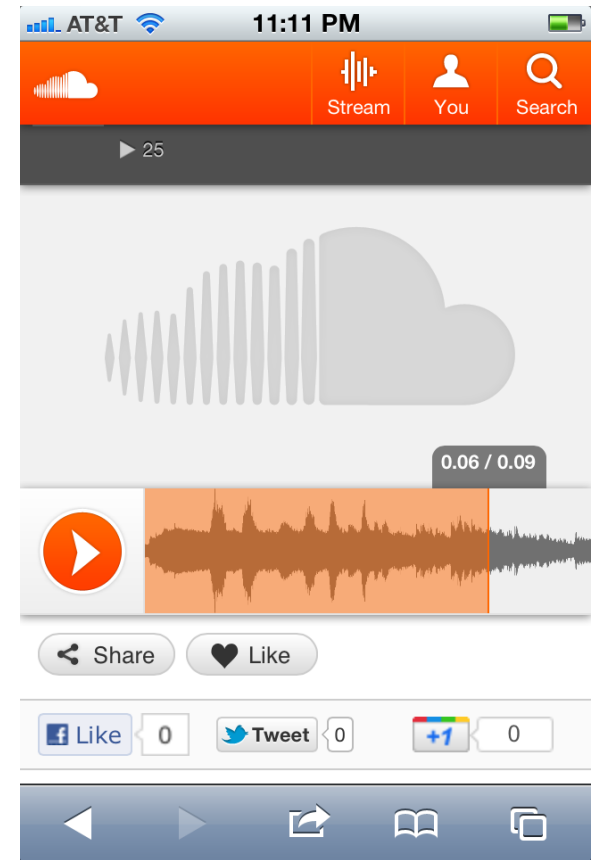 AT&T 11:11 PM
Stream You Search
25
0.06 / 0.09
Share Like
Like 0 Tweet 0 +1 0